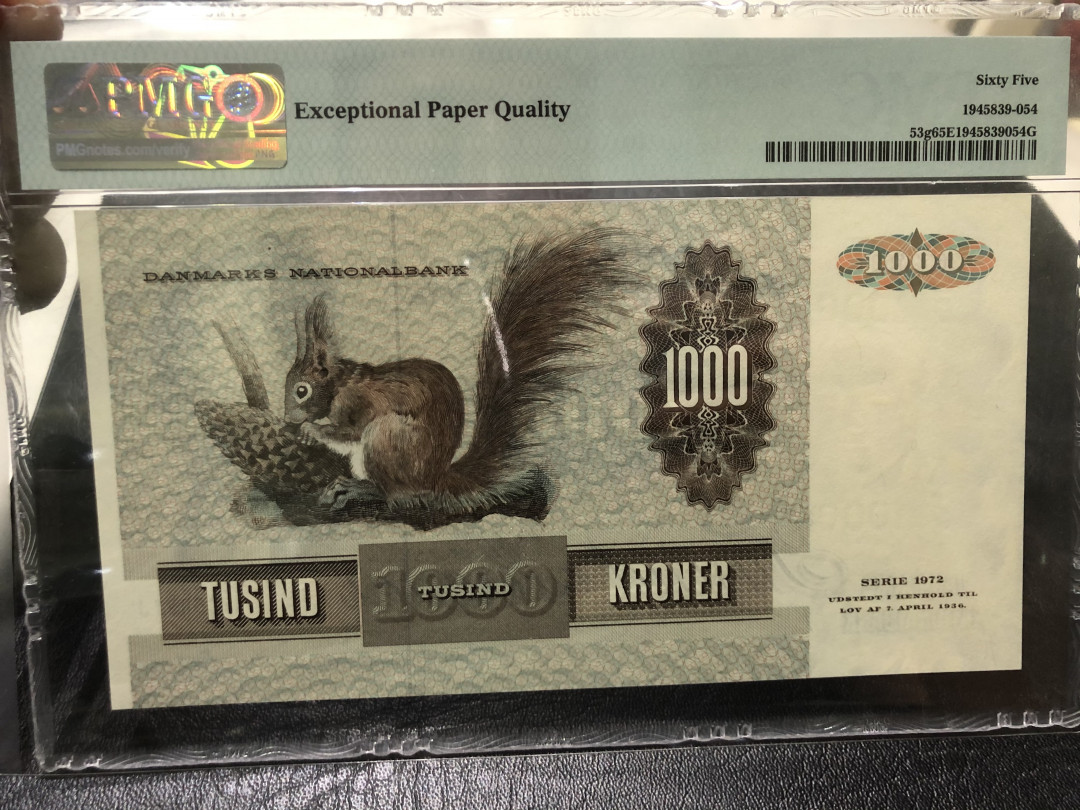 PMG
PMGnotes.com/verify
Exceptional Paper Quality
Sixty Five
1945839-054
53g65E1945839054G
DANMARKS NATIONALBANK
1000
1000
TUSIND
1000
TUSIND
KRONER
SERIE 1972
UDSTEDT I HENHOLD TIL
LOV AF 7. APRIL 1936.